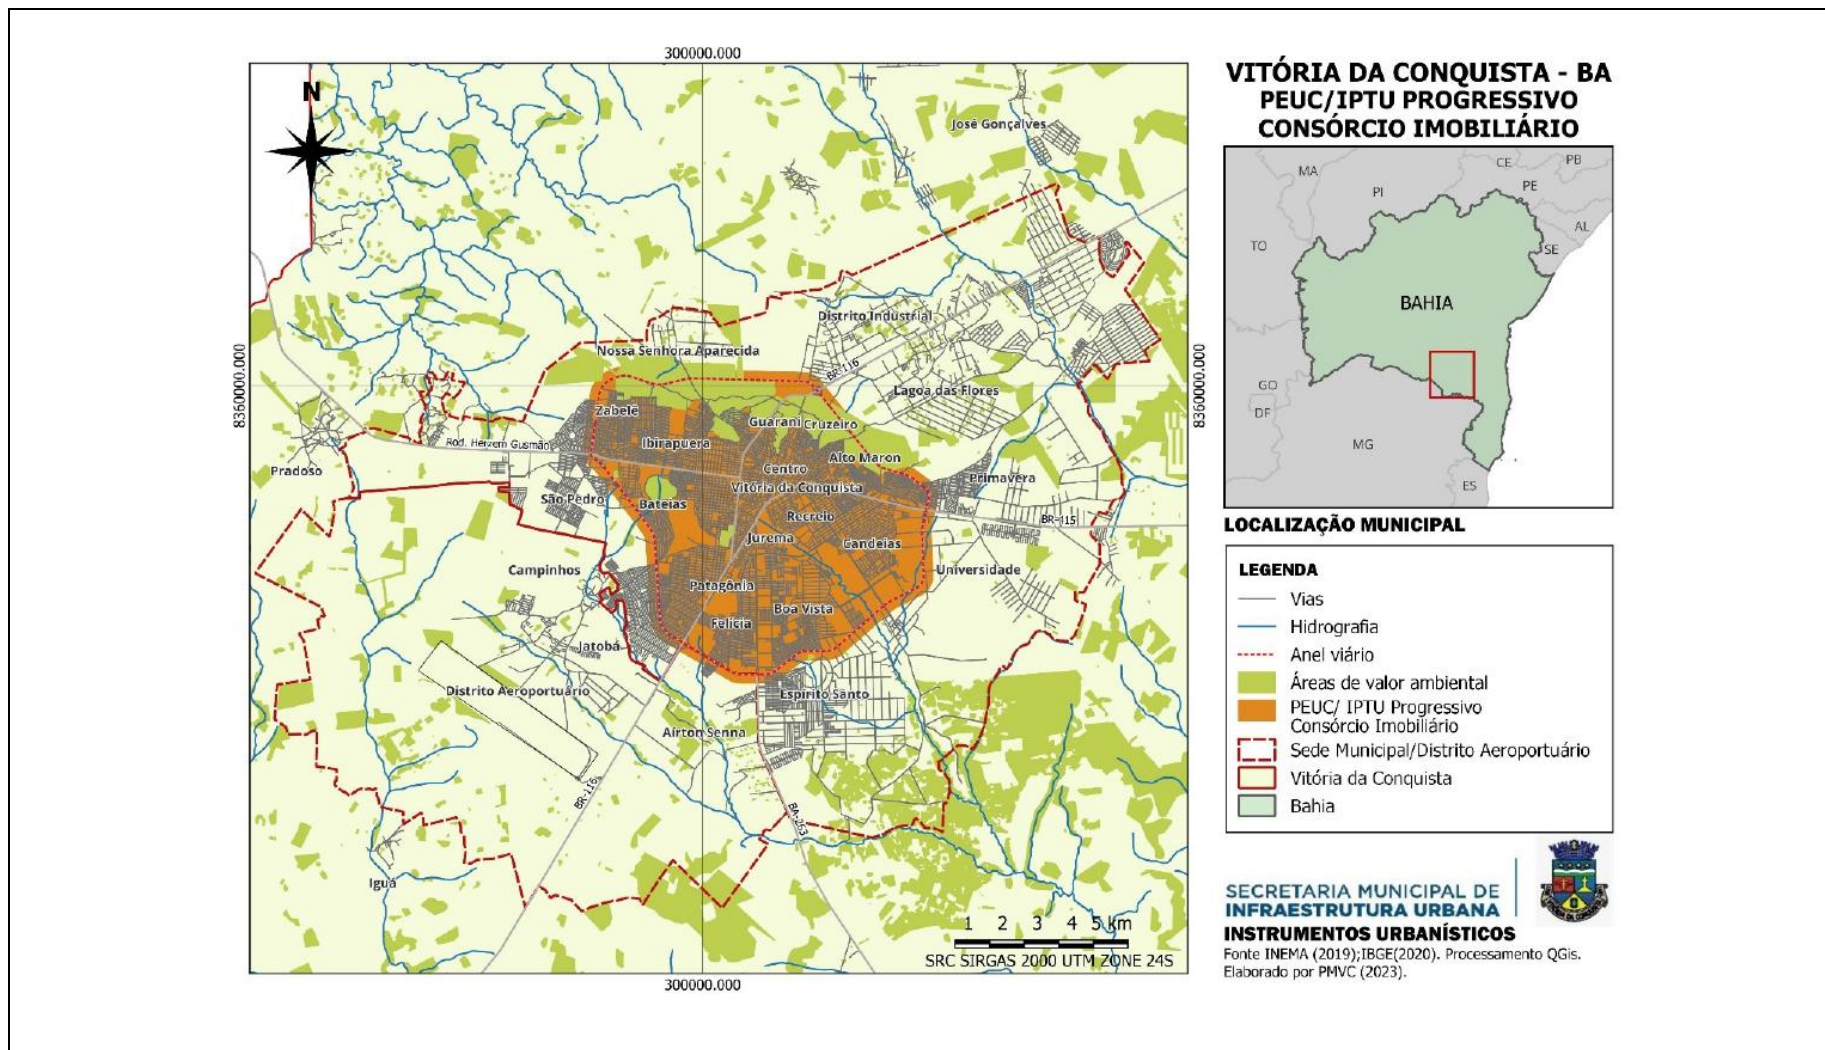 300000.000
VITÓRIA DA CONQUISTA - BA
PEUC/IPTU PROGRESSIVO
CONSÓRCIO IMOBILIÁRIO
N
José Gonçalves
Distrito Industrial
Nossa Senhora Aparecida
BR-116
8360000.000
8360000.000
Lagoa das Flores
Zabelê
Guarani
Cruzeiro
Rod. Herzem Gusmão
Ibirapuera
Alto Maron
Pradoso
Centro
Primavera
Vitória da Conquista
São Pedro
Bateias
Recreio
BR-415
Jurema
Candeias
Campinhos
Universidade
Patagônia
Boa Vista
Felícia
Jatobá
Distrito Aeroportuário
Espirito Santo
Aírton Senna
BR-116
BA-263
Iguá
1 2 3 4 5 km
SRC SIRGAS 2000 UTM ZONE 24S
300000.000
MA
CE
PB
PI
PE
AL
TO
SE
BAHIA
GO
DF
MG
ES
LOCALIZAÇÃO MUNICIPAL
LEGENDA
Vias
Hidrografia
Anel viário
Áreas de valor ambiental
PEUC/ IPTU Progressivo
Consórcio Imobiliário
Sede Municipal/Distrito Aeroportuário
Vitória da Conquista
Bahia
SECRETARIA MUNICIPAL DE
INFRAESTRUTURA URBANA
INSTRUMENTOS URBANÍSTICOS
Fonte INEMA (2019);IBGE(2020). Processamento QGis.
Elaborado por PMVC (2023).